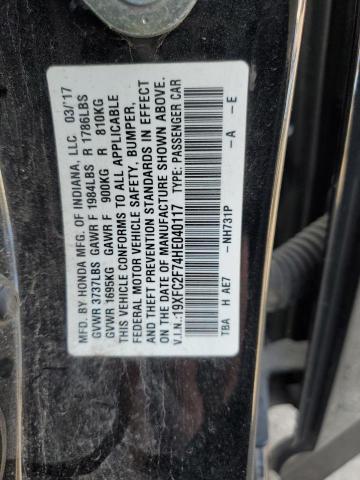 MFD. BY HONDA MFG. OF INDIANA, LLC 03/'17
GVWR 3737LBS GAWR F 1984LBS R 1786LBS
GVWR 1695KG GAWR F 900KG R 810KG
THIS VEHICLE CONFORMS TO ALL APPLICABLE
FEDERAL MOTOR VEHICLE SAFETY, BUMPER,
AND THEFT PREVENTION STANDARDS IN EFFECT
ON THE DATE OF MANUFACTURE SHOWN ABOVE.
V.I.N.:19XFC2F74HE040117 TYPE: PASSENGER CAR
-NH731P -A -E
TBA H AE7